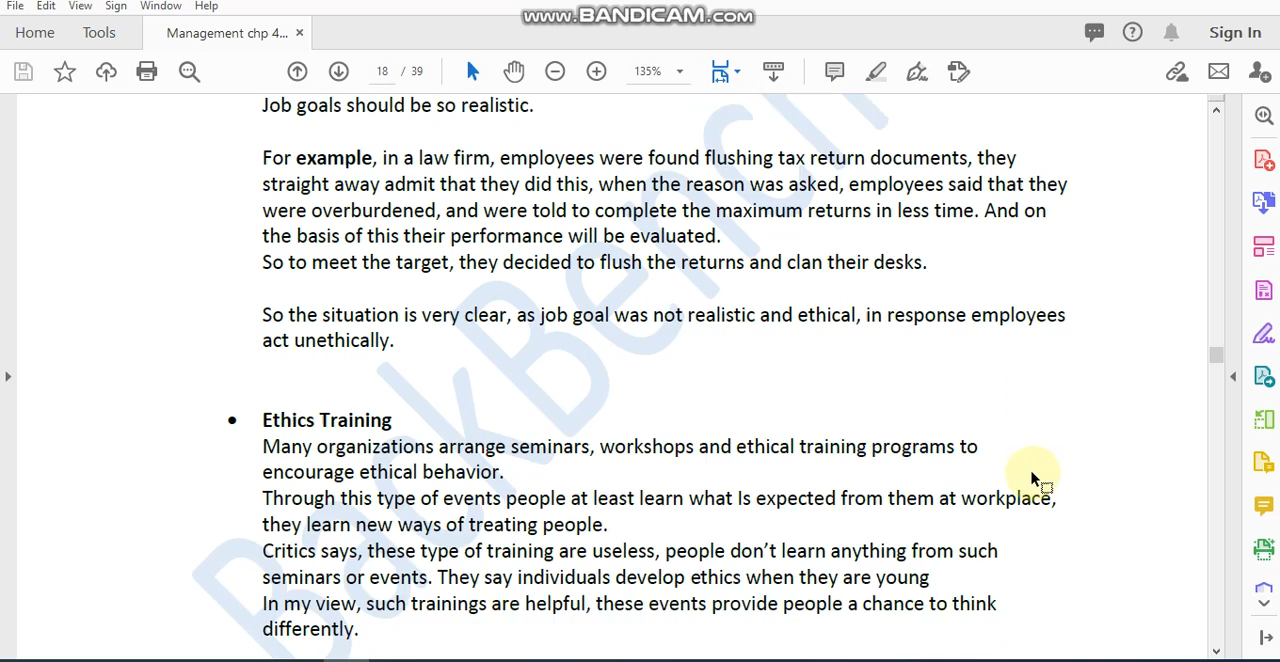 File Edit View Sign Window Help
www.BANDICAM.com
Home Tools Management chp 4... × Sign In
18 / 39 135%
Job goals should be so realistic.
For example, in a law firm, employees were found flushing tax return documents, they
straight away admit that they did this, when the reason was asked, employees said that they
were overburdened, and were told to complete the maximum returns in less time. And on
the basis of this their performance will be evaluated.
So to meet the target, they decided to flush the returns and clan their desks.
So the situation is very clear, as job goal was not realistic and ethical, in response employees
act unethically.
• Ethics Training
Many organizations arrange seminars, workshops and ethical training programs to
encourage ethical behavior.
Through this type of events people at least learn what Is expected from them at workplace,
they learn new ways of treating people.
Critics says, these type of training are useless, people don't learn anything from such
seminars or events. They say individuals develop ethics when they are young
In my view, such trainings are helpful, these events provide people a chance to think
differently.
BackBench